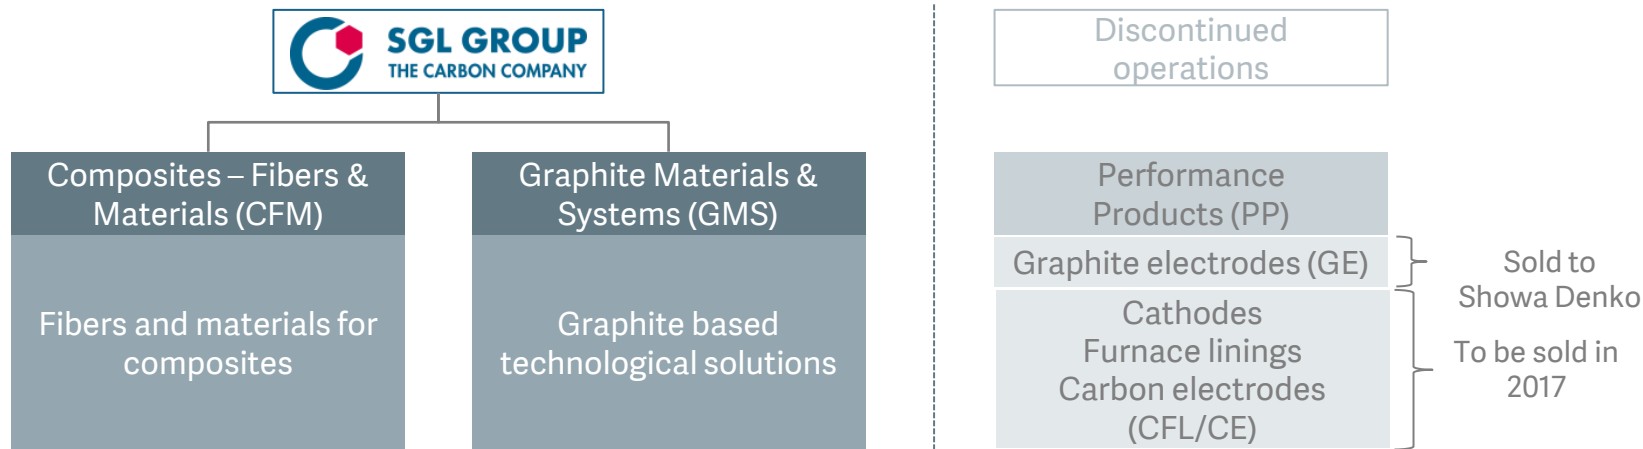 SGL GROUP
THE CARBON COMPANY
Discontinued
operations
Composites – Fibers &
Materials (CFM)
Fibers and materials for
composites
Graphite Materials &
Systems (GMS)
Graphite based
technological solutions
Performance
Products (PP)
Graphite electrodes (GE)
Sold to
Showa Denko
Cathodes
Furnace linings
Carbon electrodes
(CFL/CE)
To be sold in
2017